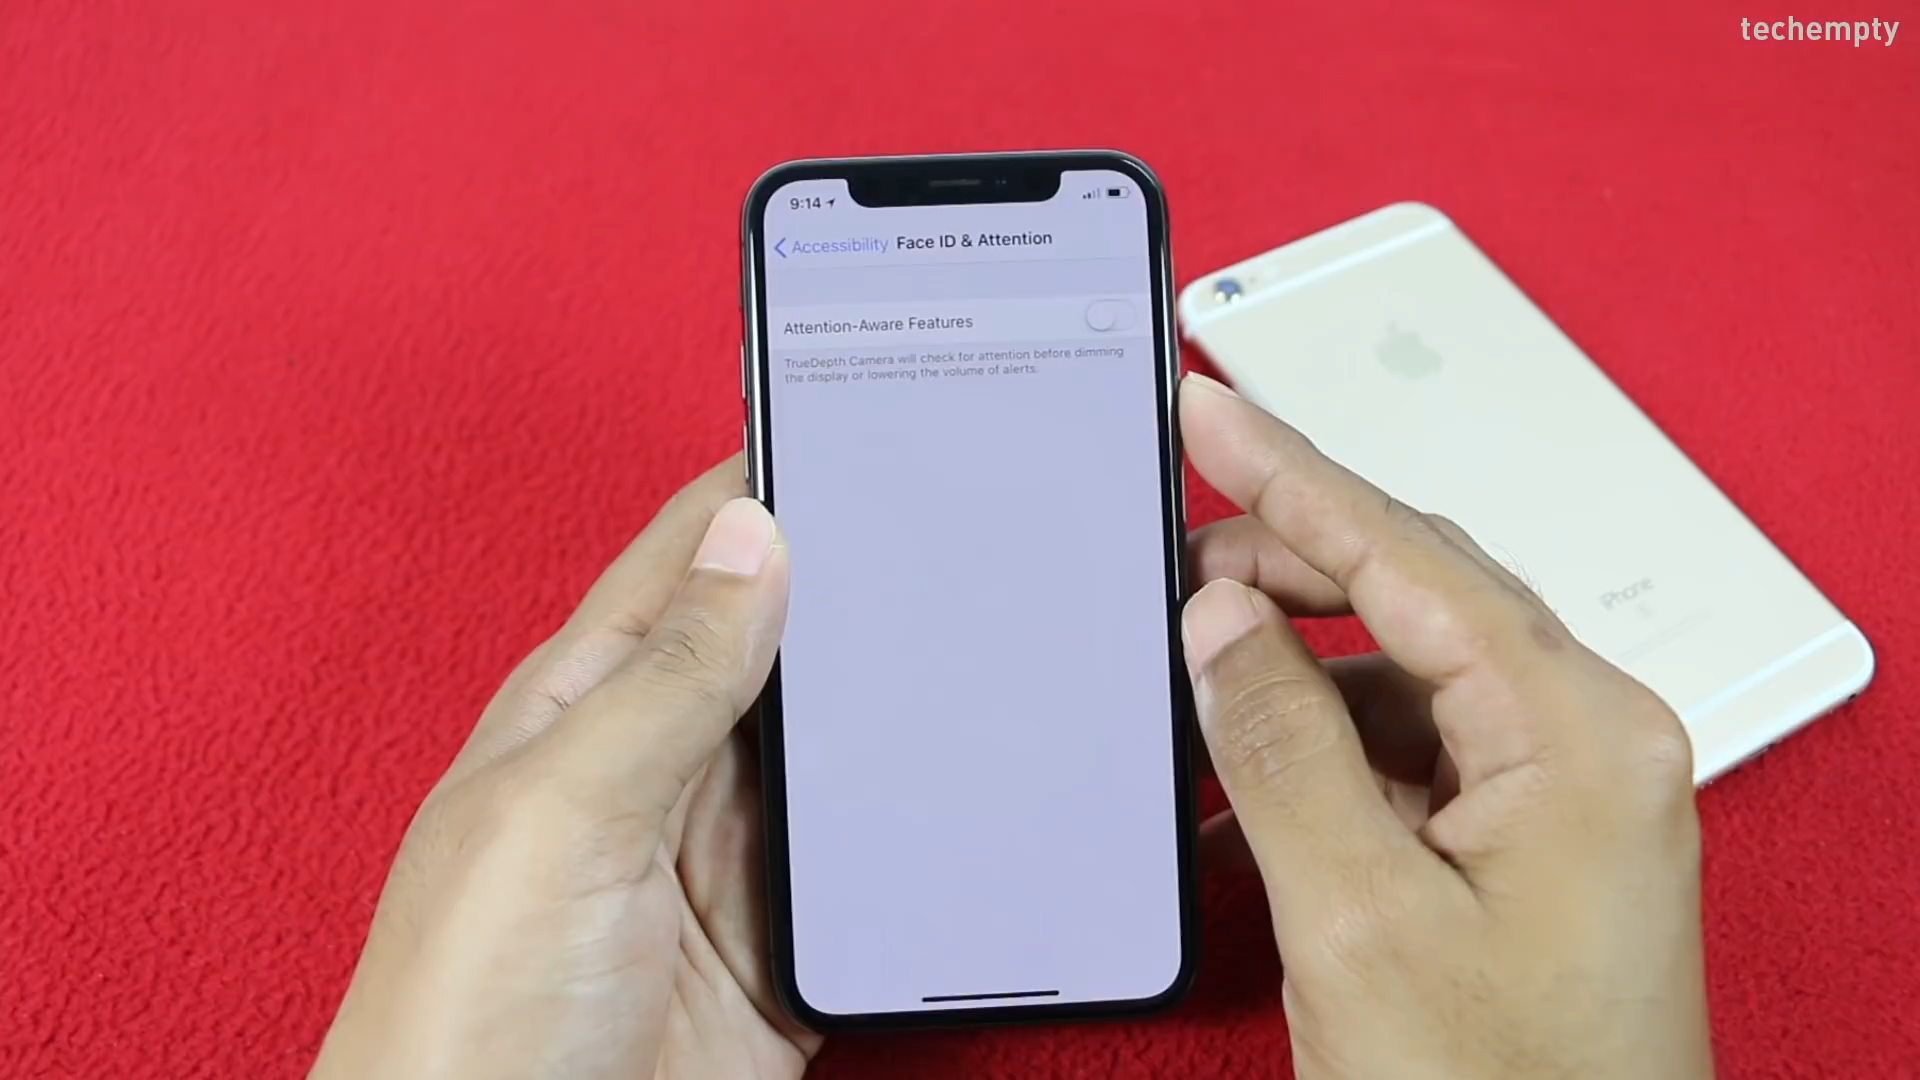 techempty
9:14
Accessibility Face ID & Attention
Attention-Aware Features
TrueDepth Camera will check for attention before dimming
the display or lowering the volume of alerts.
iPhone